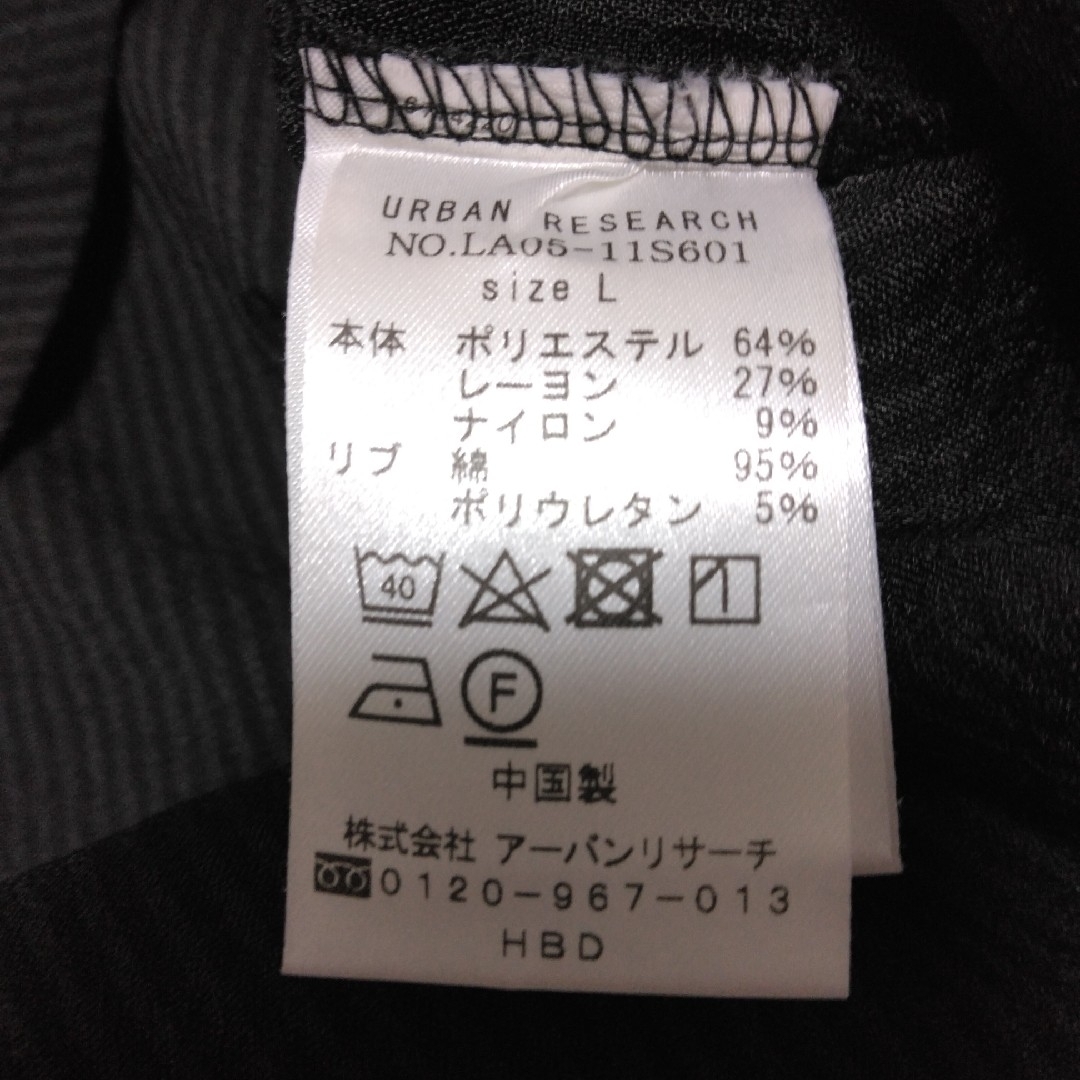 URBAN RESEARCH
NO.LA05-11S601
size L
本体 ポリエステル 64%
レーヨン 27%
ナイロン 9%
リブ 綿 95%
ポリウレタン 5%
40
F
中国製
株式会社 アーバンリサーチ
0120-967-013
HBD